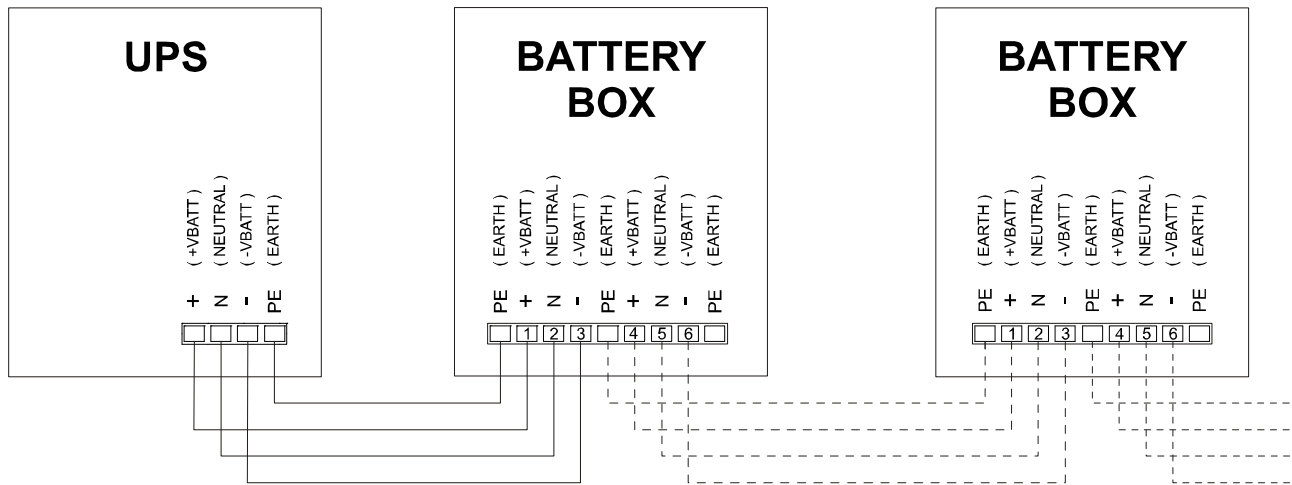 UPS
( +VBATT )
( NEUTRAL )
( -VBATT )
( EARTH )
+ N - PE
BATTERY
BOX
( EARTH )
( +VBATT )
( NEUTRAL )
( -VBATT )
( EARTH )
( +VBATT )
( NEUTRAL )
( -VBATT )
( EARTH )
PE + N - PE + N - PE
1 2 3 4 5 6
BATTERY
BOX
( EARTH )
( +VBATT )
( NEUTRAL )
( -VBATT )
( EARTH )
( +VBATT )
( NEUTRAL )
( -VBATT )
( EARTH )
PE + N - PE + N - PE
1 2 3 4 5 6